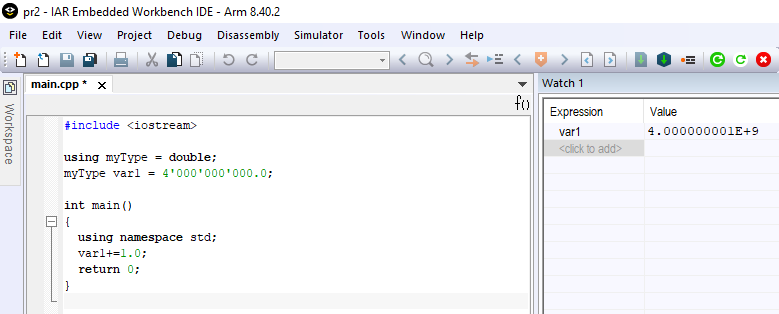 pr2 - IAR Embedded Workbench IDE - Arm 8.40.2
File Edit View Project Debug Disassembly Simulator Tools Window Help
main.cpp * x
Watch 1
f()
Workspace
#include <iostream>
using myType = double;
myType var1 = 4'000'000'000.0;
int main()
{
using namespace std;
var1+=1.0;
return 0;
}
Expression Value
var1 4.000000001E+9
<click to add>